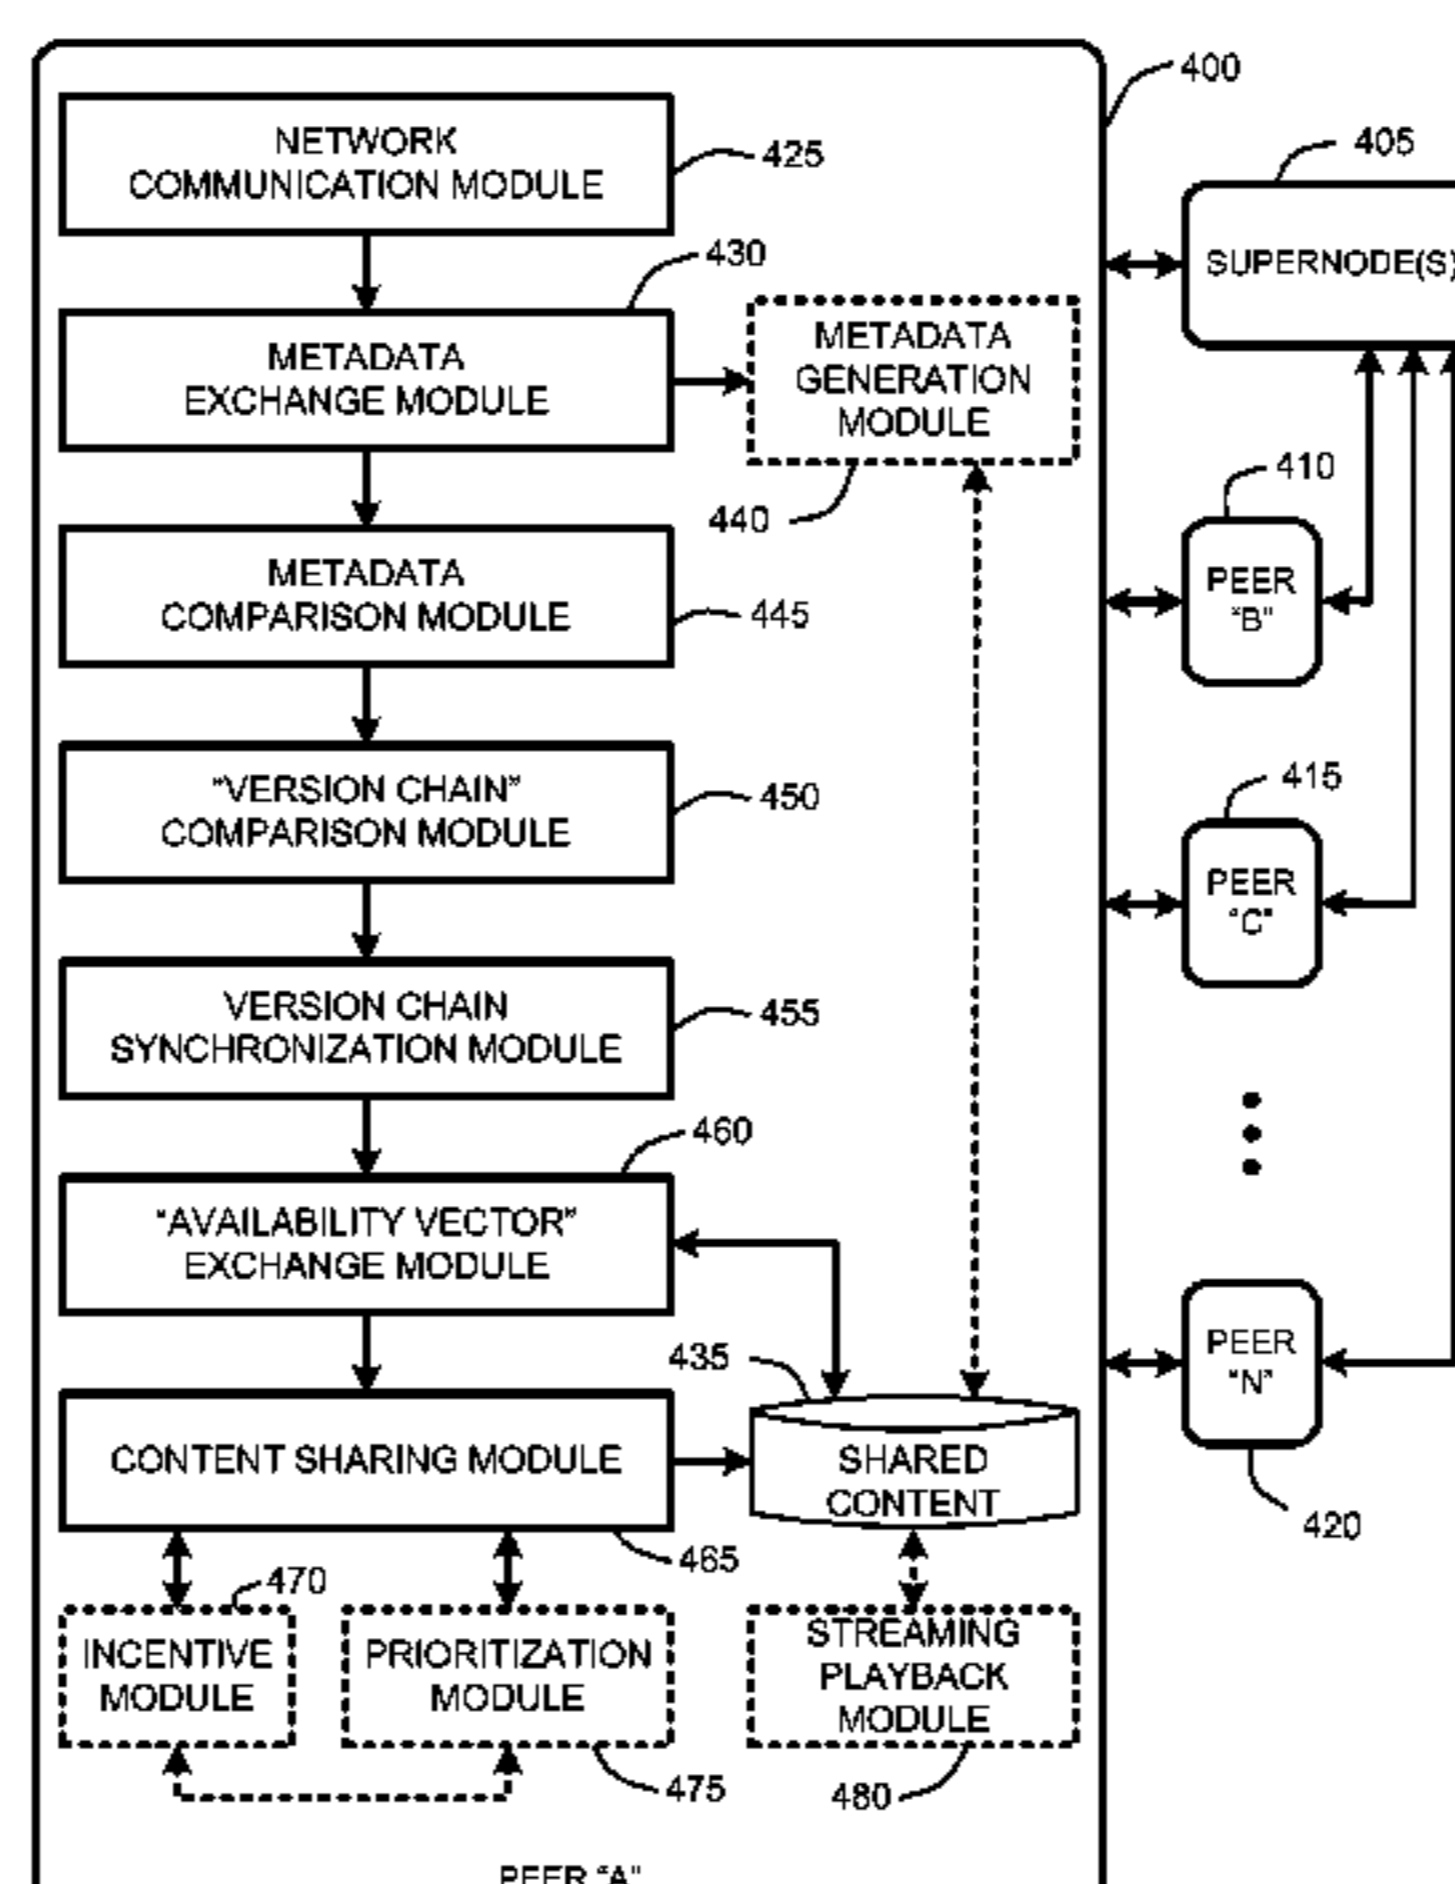 400
405
NETWORK
COMMUNICATION MODULE
425
430
SUPERNODE(S)
METADATA
EXCHANGE MODULE
METADATA
GENERATION
MODULE
440
410
PEER
"B"
METADATA
COMPARISON MODULE
445
"VERSION CHAIN"
COMPARISON MODULE
450
415
PEER
"C"
VERSION CHAIN
SYNCHRONIZATION MODULE
455
460
"AVAILABILITY VECTOR"
EXCHANGE MODULE
435
PEER
"N"
420
CONTENT SHARING MODULE
465
SHARED
CONTENT
470
INCENTIVE
MODULE
PRIORITIZATION
MODULE
475
STREAMING
PLAYBACK
MODULE
480
PEER "A"